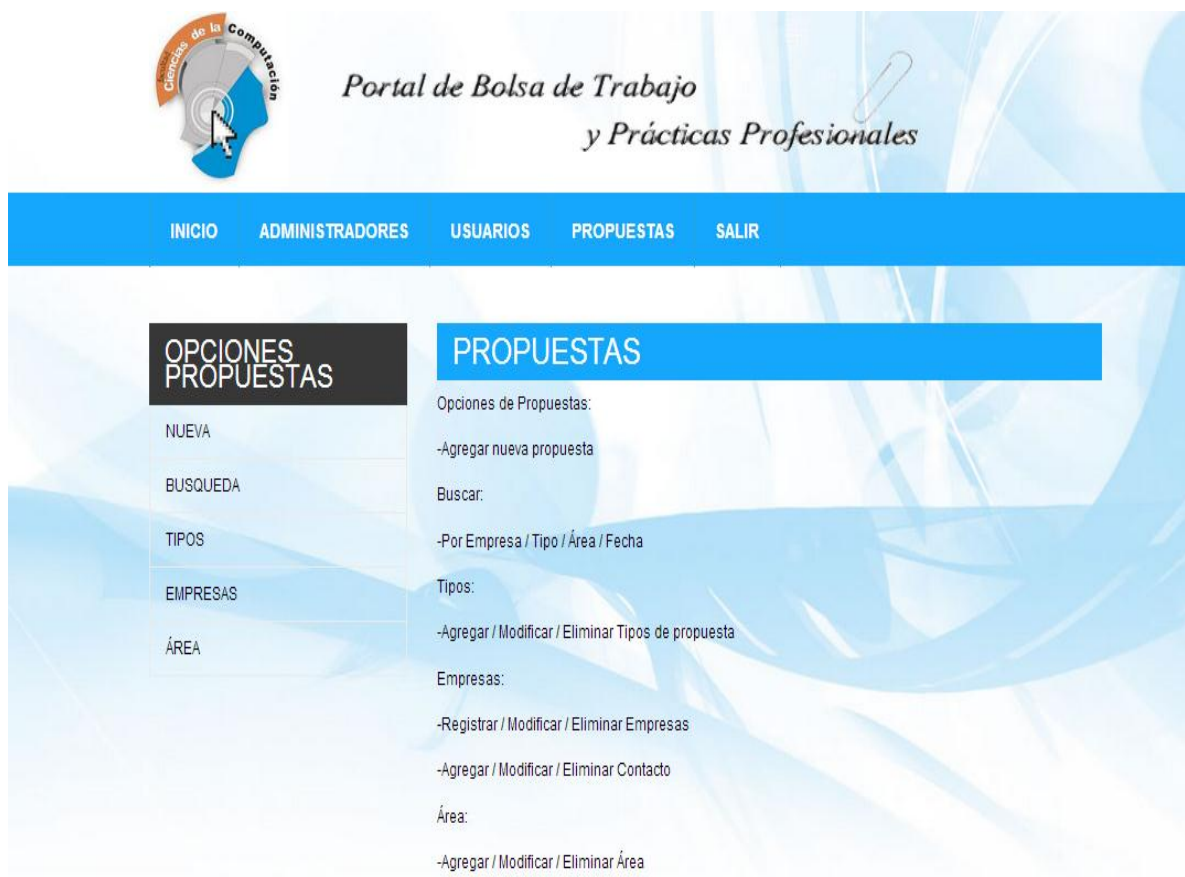 Facultad
Ciencias de la Computación
Portal de Bolsa de Trabajo
y Prácticas Profesionales
INICIO ADMINISTRADORES USUARIOS PROPUESTAS SALIR
OPCIONES
PROPUESTAS
NUEVA
BUSQUEDA
TIPOS
EMPRESAS
ÁREA
PROPUESTAS
Opciones de Propuestas:
-Agregar nueva propuesta
Buscar:
-Por Empresa / Tipo / Área / Fecha
Tipos:
-Agregar / Modificar / Eliminar Tipos de propuesta
Empresas:
-Registrar / Modificar / Eliminar Empresas
-Agregar / Modificar / Eliminar Contacto
Área:
-Agregar / Modificar / Eliminar Área